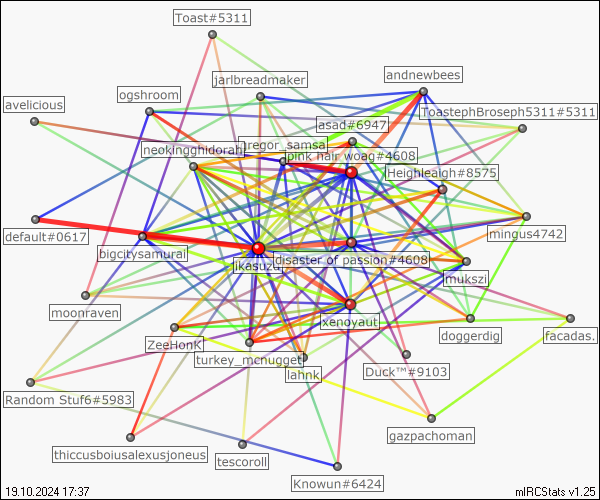 Toast#5311
andnewbees
jarlbreadmaker
ogshroom
avelicious
ToastephBroseph5311#5311
asad#6947
gregor_samsa
neokingghidorah
pink hair woag#4608
Heighleigh#8575
default#0617
mingus4742
bigcitysamurai
disaster of passion#4608
jikasuzu
mukszi
moonraven
xenoyaut
ZeeHonK
doggerdig
facadas.
turkey_mcnugget
lahnk
Duck™#9103
Random Stuf6#5983
gazpachoman
thiccusboiusalexusjoneus
tescoroll
Knowun#6424
19.10.2024 17:37
mIRCStats v1.25